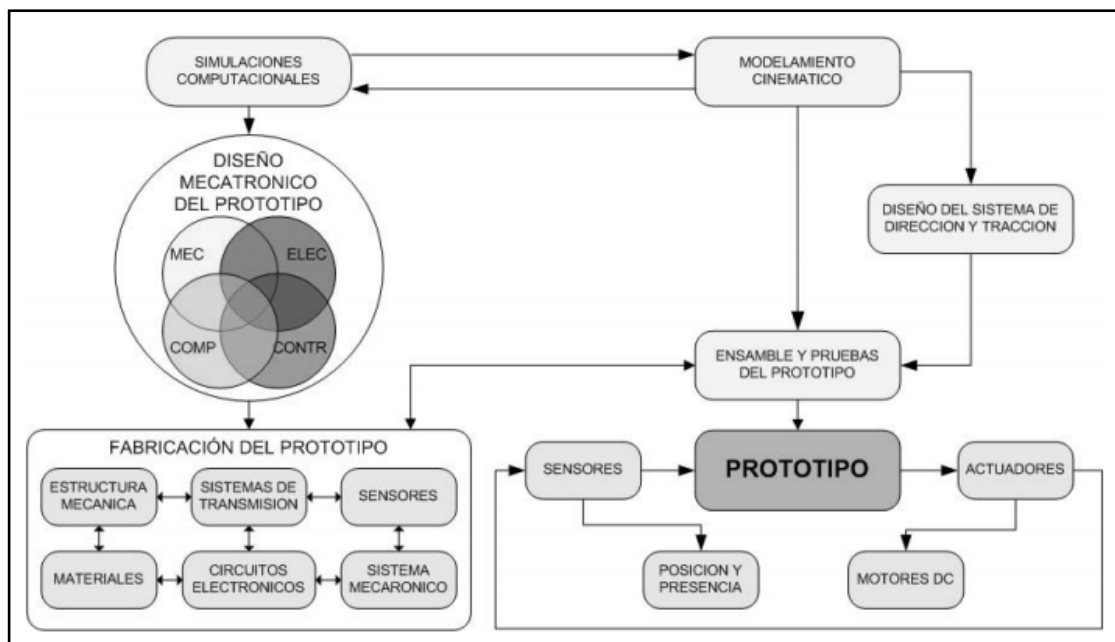 SIMULACIONES
COMPUTACIONALES
MODELAMIENTO
CINEMATICO
DISEÑO
MECATRONICO
DEL PROTOTIPO
MEC
ELEC
COMP
CONTR
DISEÑO DEL SISTEMA DE
DIRECCION Y TRACCION
ENSAMBLE Y PRUEBAS
DEL PROTOTIPO
FABRICACIÓN DEL PROTOTIPO
ESTRUCTURA
MECANICA
SISTEMAS DE
TRANSMISION
SENSORES
MATERIALES
CIRCUITOS
ELECTRONICOS
SISTEMA
MECARONICO
SENSORES
PROTOTIPO
ACTUADORES
POSICION Y
PRESENCIA
MOTORES DC